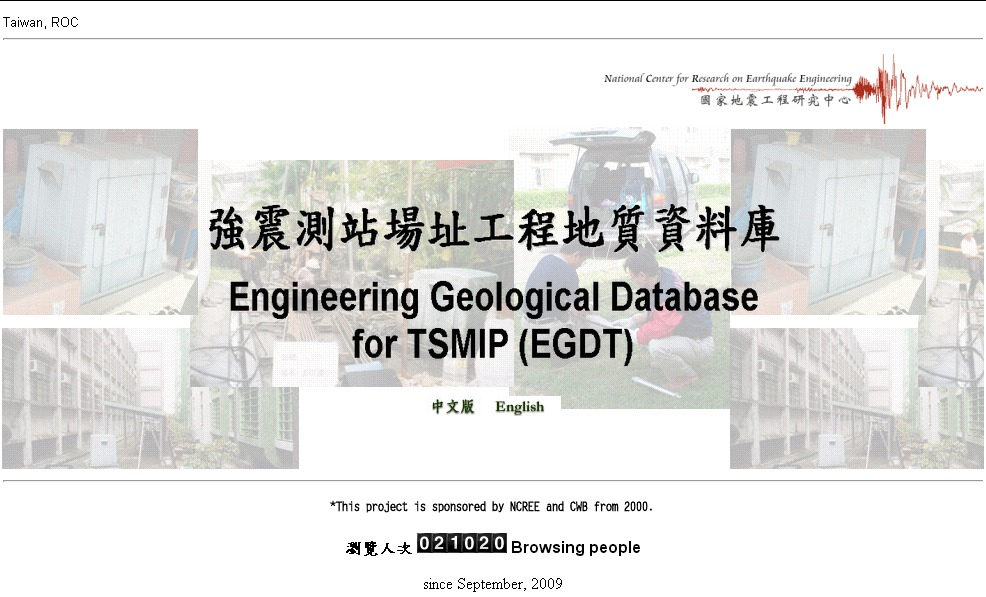 Taiwan, ROC
National Center for Research on Earthquake Engineering
國家地震工程研究中心
強震測站場址工程地質資料庫
Engineering Geological Database
for TSMIP (EGDT)
中文版 English
*This project is sponsored by NCREE and CWB from 2000.
瀏覽人次 021020 Browsing people
since September, 2009